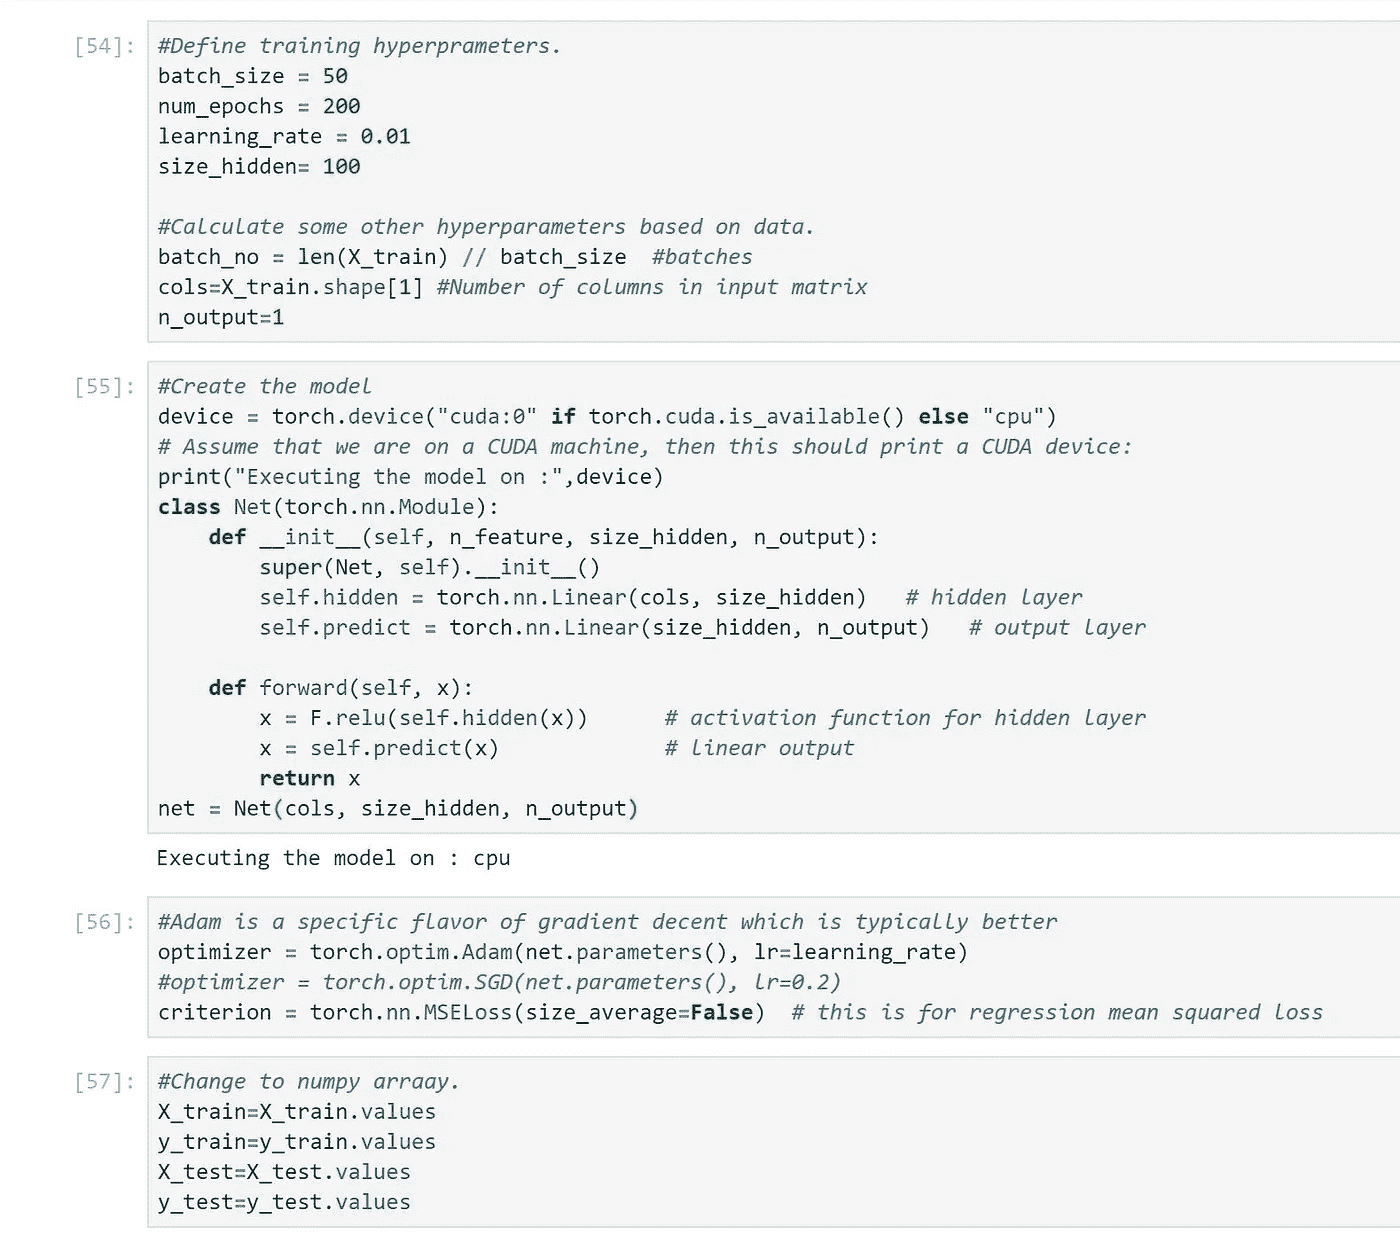 [54]: #Define training hyperprameters.
batch_size = 50
num_epochs = 200
learning_rate = 0.01
size_hidden= 100
#Calculate some other hyperparameters based on data.
batch_no = len(X_train) // batch_size  #batches
cols=X_train.shape[1] #Number of columns in input matrix
n_output=1
[55]: #Create the model
device = torch.device("cuda:0" if torch.cuda.is_available() else "cpu")
# Assume that we are on a CUDA machine, then this should print a CUDA device:
print("Executing the model on :",device)
class Net(torch.nn.Module):
    def __init__(self, n_feature, size_hidden, n_output):
        super(Net, self).__init__()
        self.hidden = torch.nn.Linear(cols, size_hidden)   # hidden layer
        self.predict = torch.nn.Linear(size_hidden, n_output)   # output layer
    def forward(self, x):
        x = F.relu(self.hidden(x))      # activation function for hidden layer
        x = self.predict(x)             # linear output
        return x
net = Net(cols, size_hidden, n_output)
Executing the model on : cpu
[56]: #Adam is a specific flavor of gradient decent which is typically better
optimizer = torch.optim.Adam(net.parameters(), lr=learning_rate)
#optimizer = torch.optim.SGD(net.parameters(), lr=0.2)
criterion = torch.nn.MSELoss(size_average=False)  # this is for regression mean squared loss
[57]: #Change to numpy arraay.
X_train=X_train.values
y_train=y_train.values
X_test=X_test.values
y_test=y_test.values